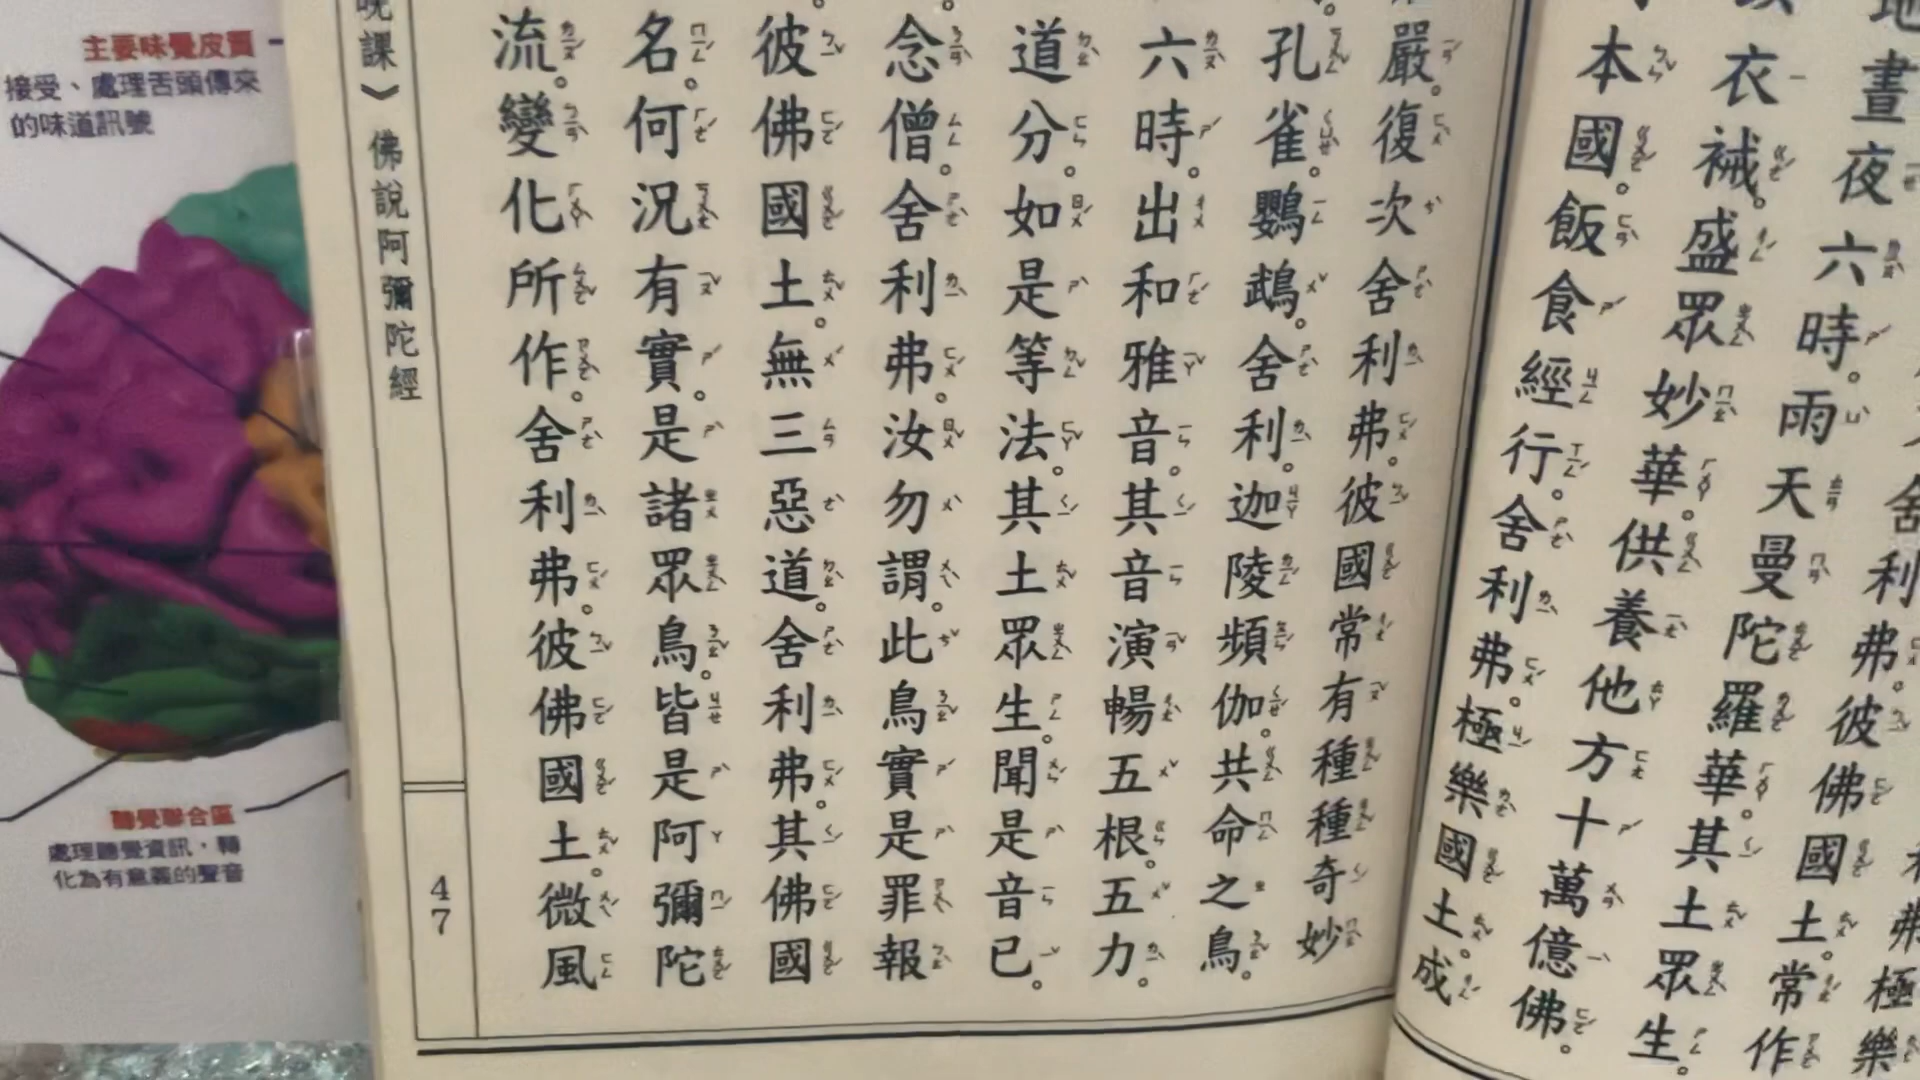 弗極樂
舍利弗。彼佛國土。常作
地晝夜六時。雨天曼陀羅華。其土眾生。
衣裓。盛眾妙華。供養他方十萬億佛。
本國。飯食經行。舍利弗。極樂國土。成
嚴。復次舍利弗。彼國常有種種奇妙
孔雀。鸚鵡。舍利。迦陵頻伽。共命之鳥。
六時。出和雅音。其音演暢五根。五力。
道分。如是等法。其土眾生。聞是音已。
念僧。舍利弗。汝勿謂。此鳥實是罪報
彼佛國土。無三惡道。舍利弗。其佛國
名。何況有實。是諸眾鳥。皆是阿彌陀
流。變化所作。舍利弗。彼佛國土。微風
晚課》佛說阿彌陀經
47
主要味覺皮質
接受、處理舌頭傳來
的味道訊號
聽覺聯合區
處理聽覺資訊，轉
化為有意義的聲音